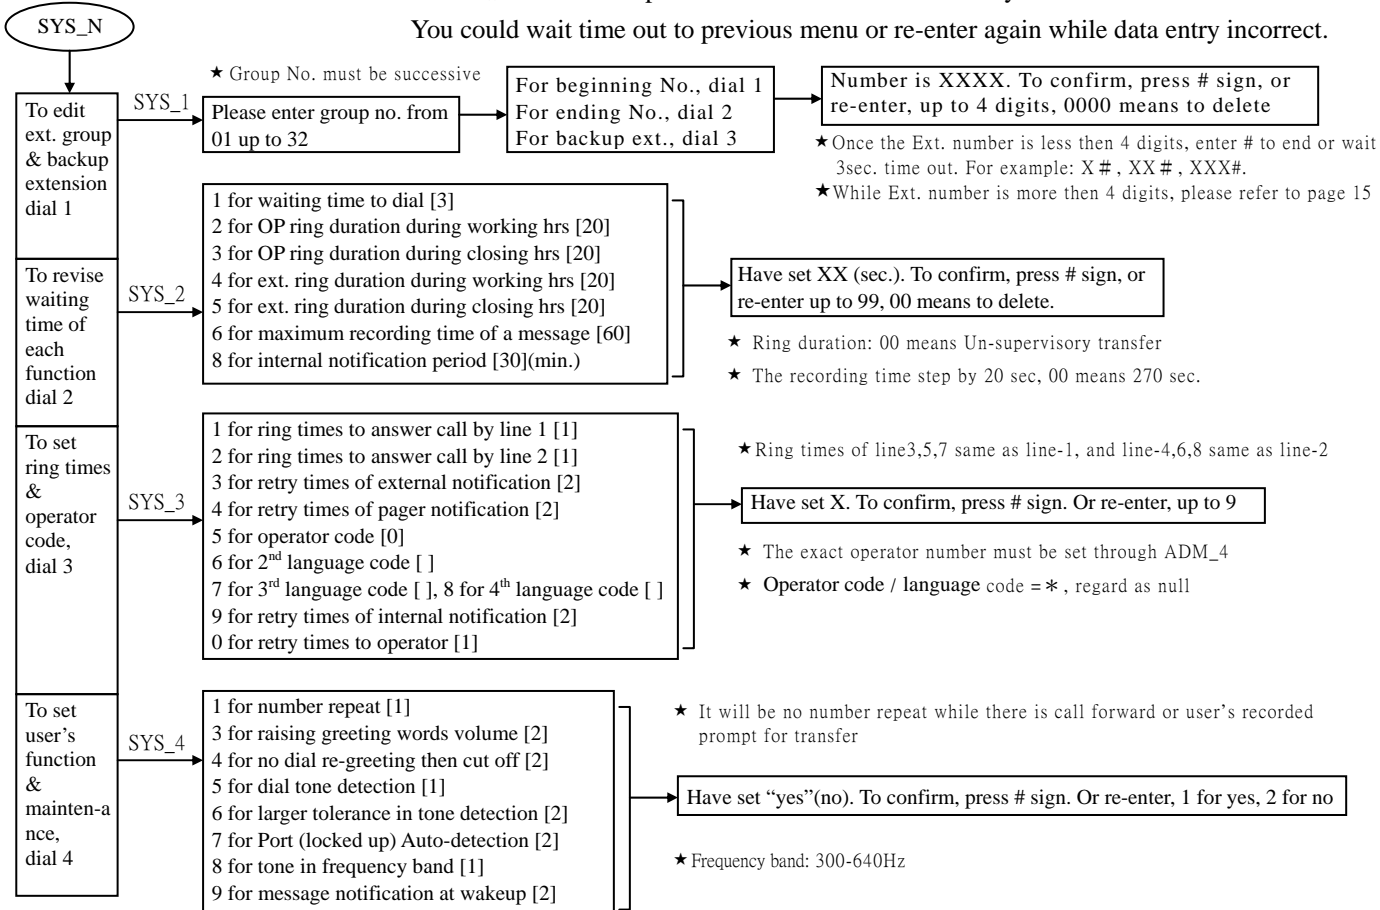 SYS_N
You could wait time out to previous menu or re-enter again while data entry incorrect.
To edit
ext. group
& backup
extension
dial 1
SYS_1
★ Group No. must be successive
Please enter group no. from
01 up to 32
For beginning No., dial 1
For ending No., dial 2
For backup ext., dial 3
Number is XXXX. To confirm, press # sign, or
re-enter, up to 4 digits, 0000 means to delete
★Once the Ext. number is less then 4 digits, enter # to end or wait
3sec. time out. For example: X#, XX#, XXX#.
★While Ext. number is more then 4 digits, please refer to page 15
To revise
waiting
time of
each
function
dial 2
SYS_2
1 for waiting time to dial [3]
2 for OP ring duration during working hrs [20]
3 for OP ring duration during closing hrs [20]
4 for ext. ring duration during working hrs [20]
5 for ext. ring duration during closing hrs [20]
6 for maximum recording time of a message [60]
8 for internal notification period [30](min.)
Have set XX (sec.). To confirm, press # sign, or
re-enter up to 99, 00 means to delete.
★ Ring duration: 00 means Un-supervisory transfer
★ The recording time step by 20 sec, 00 means 270 sec.
To set
ring times
&
operator
code,
dial 3
SYS_3
1 for ring times to answer call by line 1 [1]
2 for ring times to answer call by line 2 [1]
3 for retry times of external notification [2]
4 for retry times of pager notification [2]
5 for operator code [0]
6 for 2nd language code [ ]
7 for 3rd language code [ ], 8 for 4th language code [ ]
9 for retry times of internal notification [2]
0 for retry times to operator [1]
★Ring times of line3,5,7 same as line-1, and line-4,6,8 same as line-2
Have set X. To confirm, press # sign. Or re-enter, up to 9
★ The exact operator number must be set through ADM_4
★ Operator code / language code =*, regard as null
To set
user's
function
&
mainten-a
nce,
dial 4
SYS_4
1 for number repeat [1]
3 for raising greeting words volume [2]
4 for no dial re-greeting then cut off [2]
5 for dial tone detection [1]
6 for larger tolerance in tone detection [2]
7 for Port (locked up) Auto-detection [2]
8 for tone in frequency band [1]
9 for message notification at wakeup [2]
★ It will be no number repeat while there is call forward or user's recorded
prompt for transfer
Have set “yes”(no). To confirm, press # sign. Or re-enter, 1 for yes, 2 for no
★Frequency band: 300-640Hz